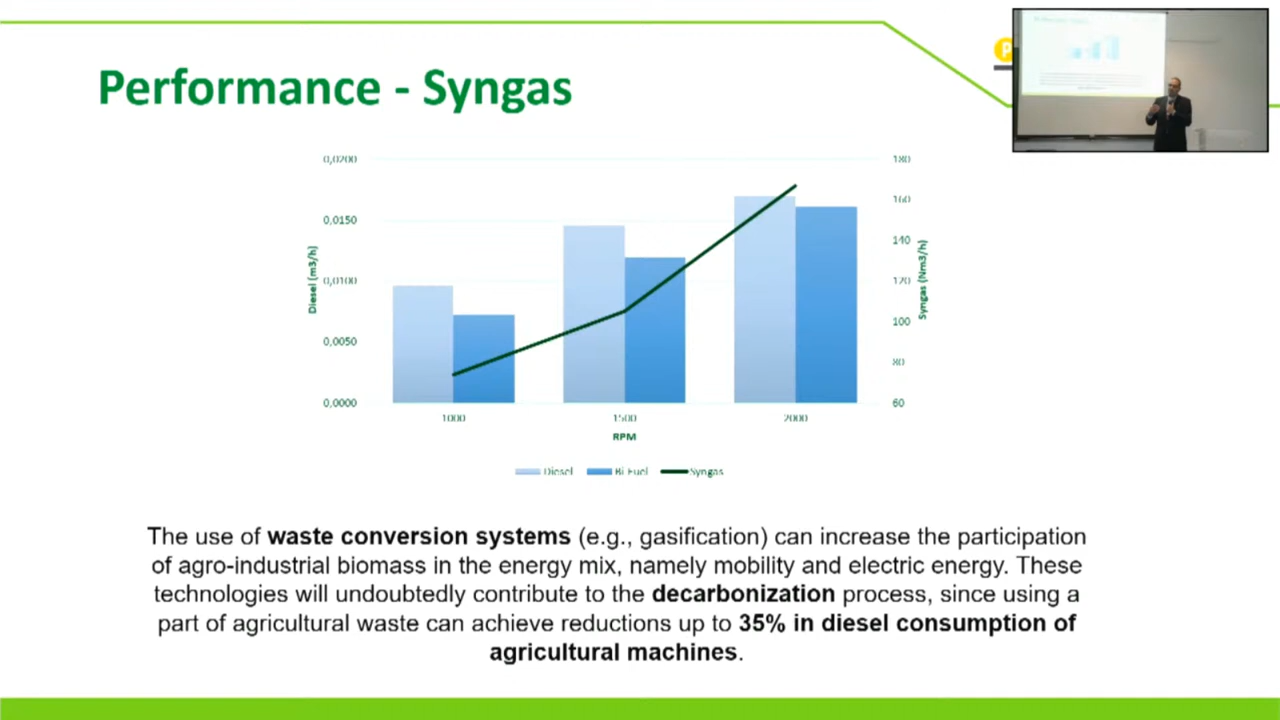 Performance - Syngas
0,0200
0,0150
0,0100
0,0050
0,0000
Diesel (m3/h)
180
160
140
120
100
80
60
Syngas (Nm3/h)
1000
1500
2000
RPM
Diesel
Bi Fuel
Syngas
The use of waste conversion systems (e.g., gasification) can increase the participation
of agro-industrial biomass in the energy mix, namely mobility and electric energy. These
technologies will undoubtedly contribute to the decarbonization process, since using a
part of agricultural waste can achieve reductions up to 35% in diesel consumption of
agricultural machines.